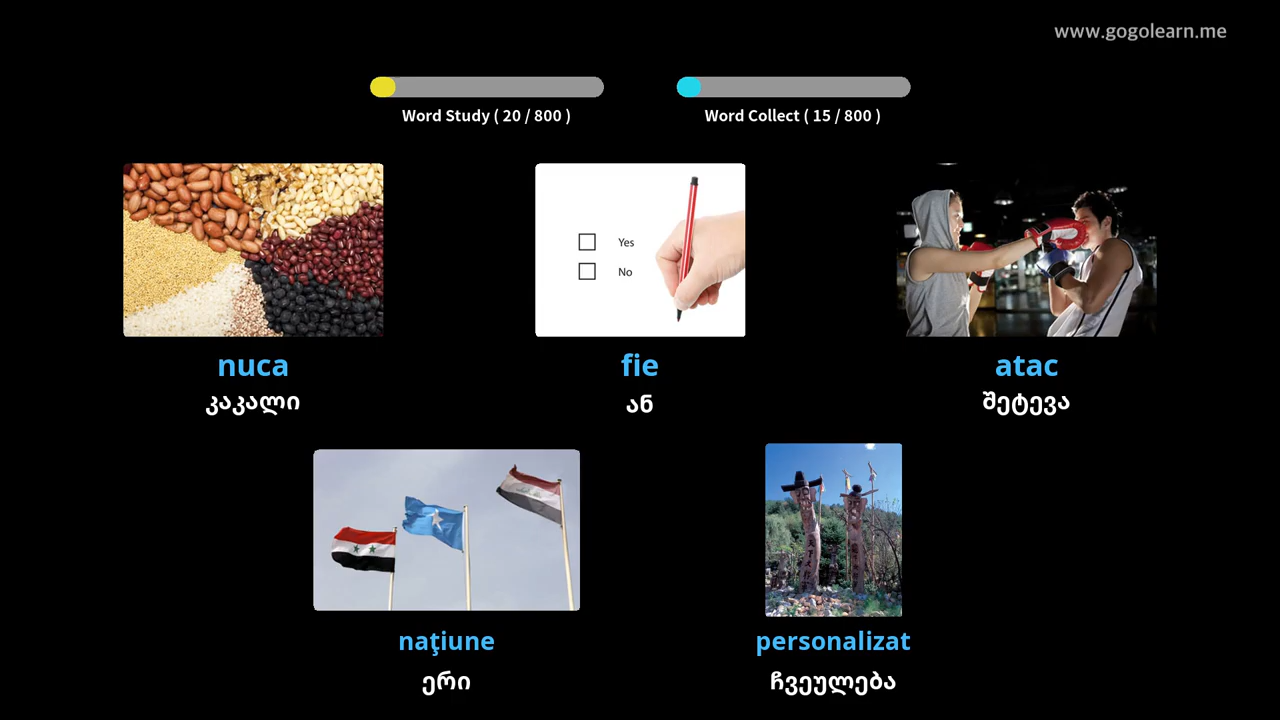 www.gogolearn.me
Word Study ( 20 / 800 )
Word Collect ( 15 / 800 )
Yes
No
nuca
fie
atac
კაკალი
ან
შეტევა
naţiune
personalizat
ერი
ჩვეულება